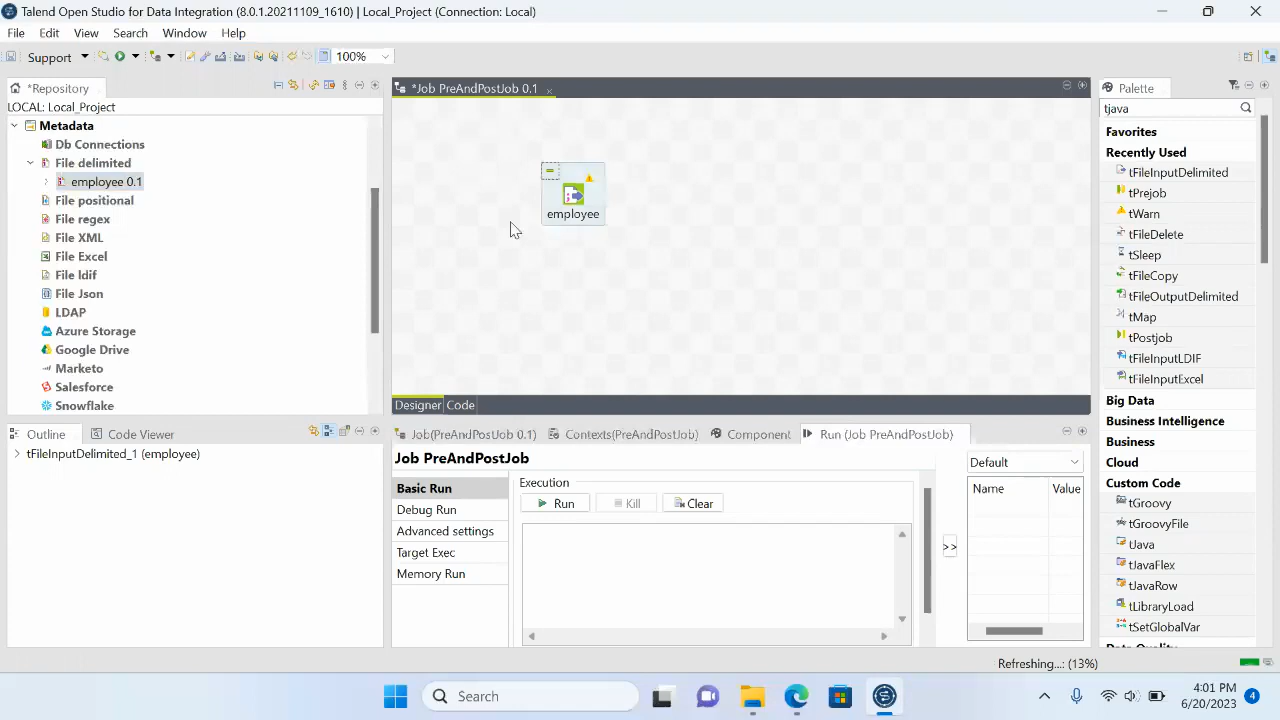 Talend Open Studio for Data Integration (8.0.1.20211109_1610) | Local_Project (Connection: Local)
File Edit View Search Window Help
Support 100%
*Repository
LOCAL: Local_Project
Metadata
Db Connections
File delimited
employee 0.1
File positional
File regex
File XML
File Excel
File ldif
File Json
LDAP
Azure Storage
Google Drive
Marketo
Salesforce
Snowflake
Outline Code Viewer
tFileInputDelimited_1 (employee)
*Job PreAndPostJob 0.1
employee
Designer Code
Job(PreAndPostJob 0.1) Contexts(PreAndPostJob) Component Run (Job PreAndPostJob)
Job PreAndPostJob
Basic Run
Debug Run
Advanced settings
Target Exec
Memory Run
Execution
Run Kill Clear
>>
Default
Name Value
Palette
tjava
Favorites
Recently Used
tFileInputDelimited
tPrejob
tWarn
tFileDelete
tSleep
tFileCopy
tFileOutputDelimited
tMap
tPostjob
tFileInputLDIF
tFileInputExcel
Big Data
Business Intelligence
Business
Cloud
Custom Code
tGroovy
tGroovyFile
tJava
tJavaFlex
tJavaRow
tLibraryLoad
tSetGlobalVar
Data Quality
Refreshing...: (13%)
Search
4:01 PM
6/20/2023
4